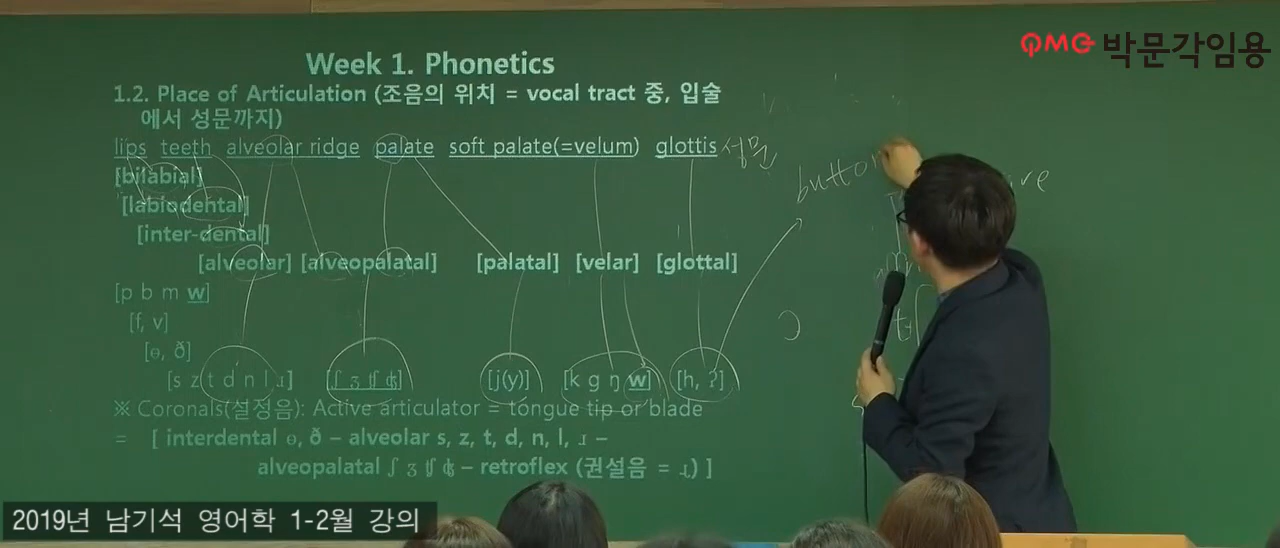 QMG 박문각임용
Week 1. Phonetics
1.2. Place of Articulation (조음의 위치 = vocal tract 중, 입술
에서 성문까지)
lips teeth alveolar ridge palate soft palate(=velum) glottis 성문
button
[bilabial]
[labiodental]
[inter-dental]
[alveolar] [alveopalatal] [palatal] [velar] [glottal]
[p b m w]
[f, v]
[ɵ, ð]
[s z t d n l ɹ] [ʃ ʒ ʧ ʤ] [j(y)] [k g ŋ w] [h, ʔ]
※ Coronals(설정음): Active articulator = tongue tip or blade
= [ interdental ɵ, ð – alveolar s, z, t, d, n, l, ɹ –
alveopalatal ʃ ʒ ʧ ʤ – retroflex (권설음 = ɻ) ]
2019년 남기석 영어학 1-2월 강의